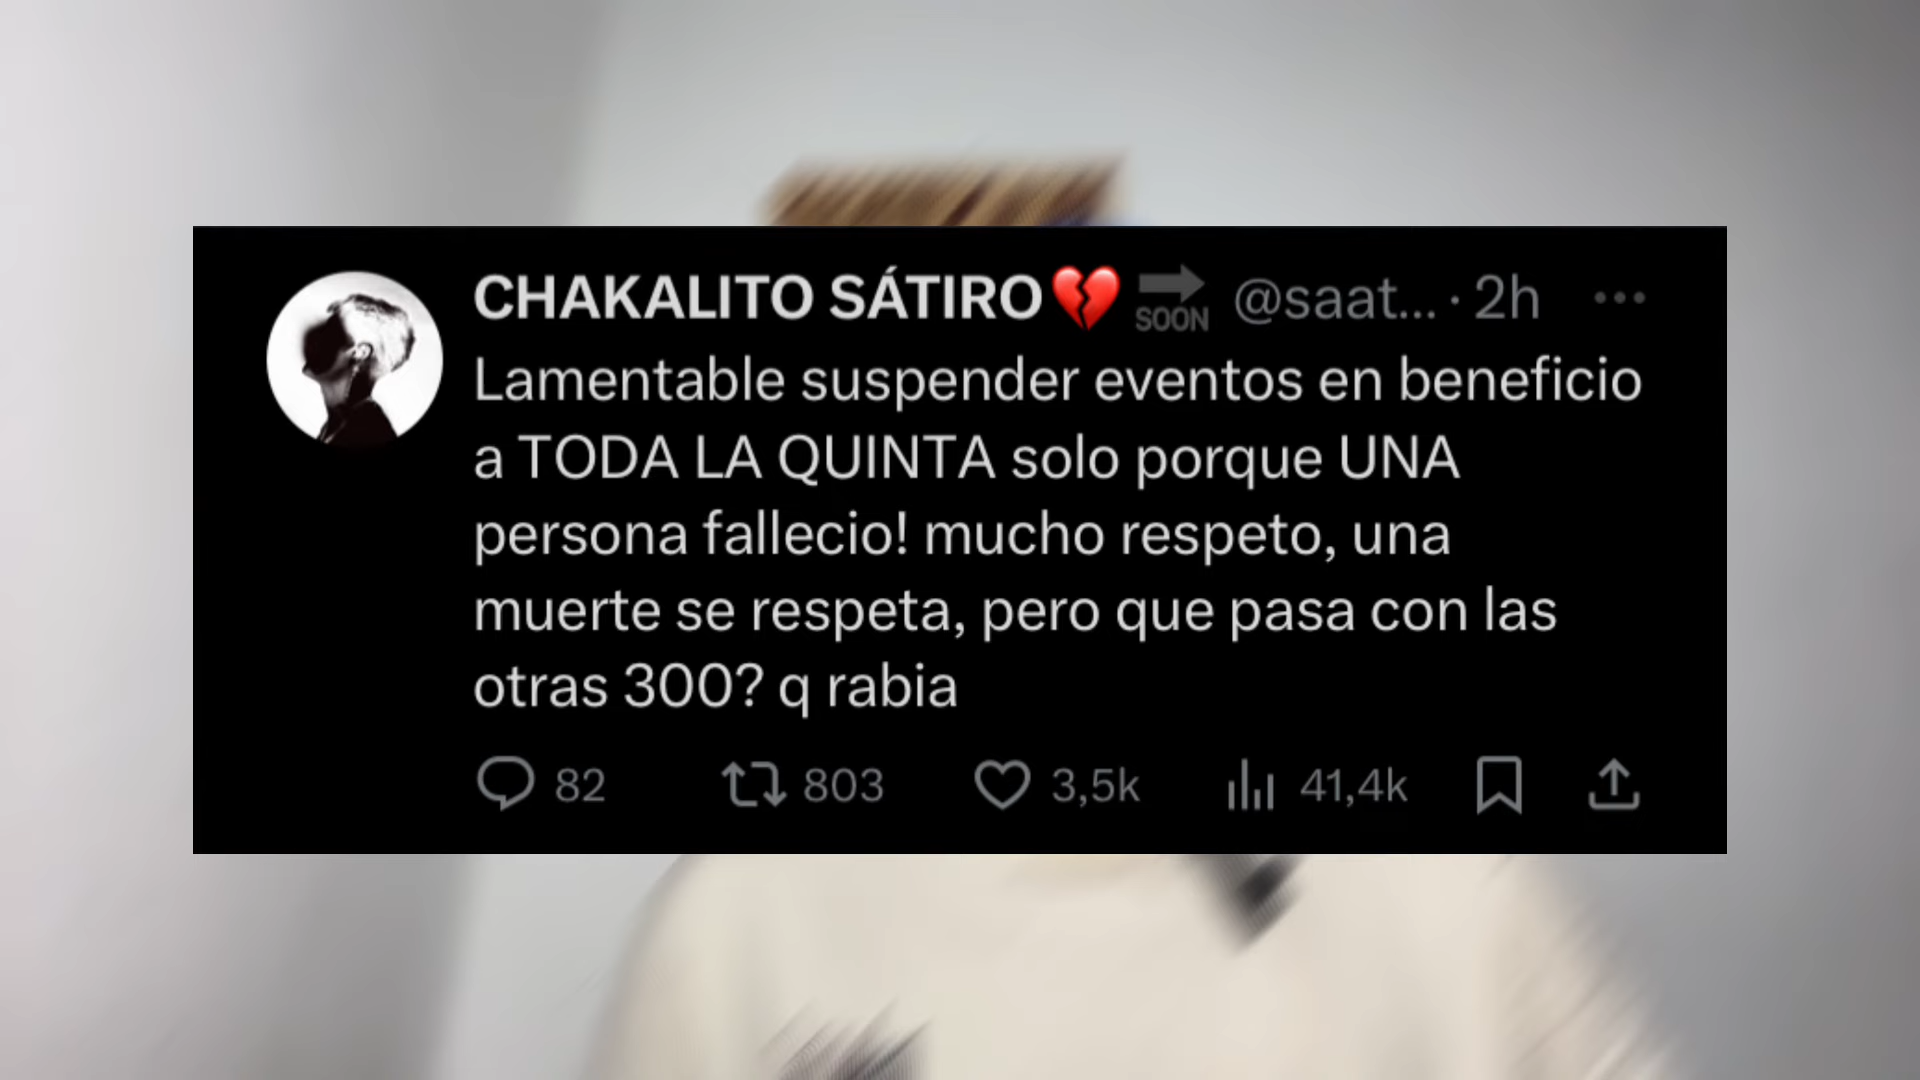 CHAKALITO SÁTIRO💔🔜 @saat... · 2h
Lamentable suspender eventos en beneficio
a TODA LA QUINTA solo porque UNA
persona fallecio! mucho respeto, una
muerte se respeta, pero que pasa con las
otras 300? q rabia
82 803 3,5k 41,4k